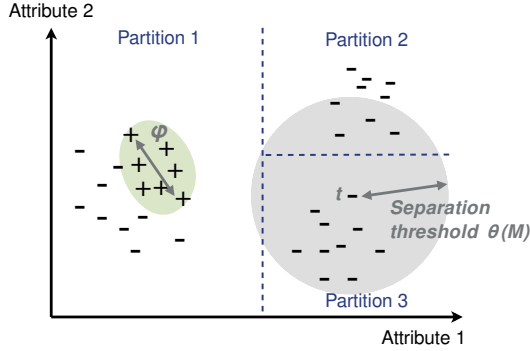 Attribute 2
Partition 1
Partition 2
φ
t
Separation
threshold θ(M)
Partition 3
Attribute 1